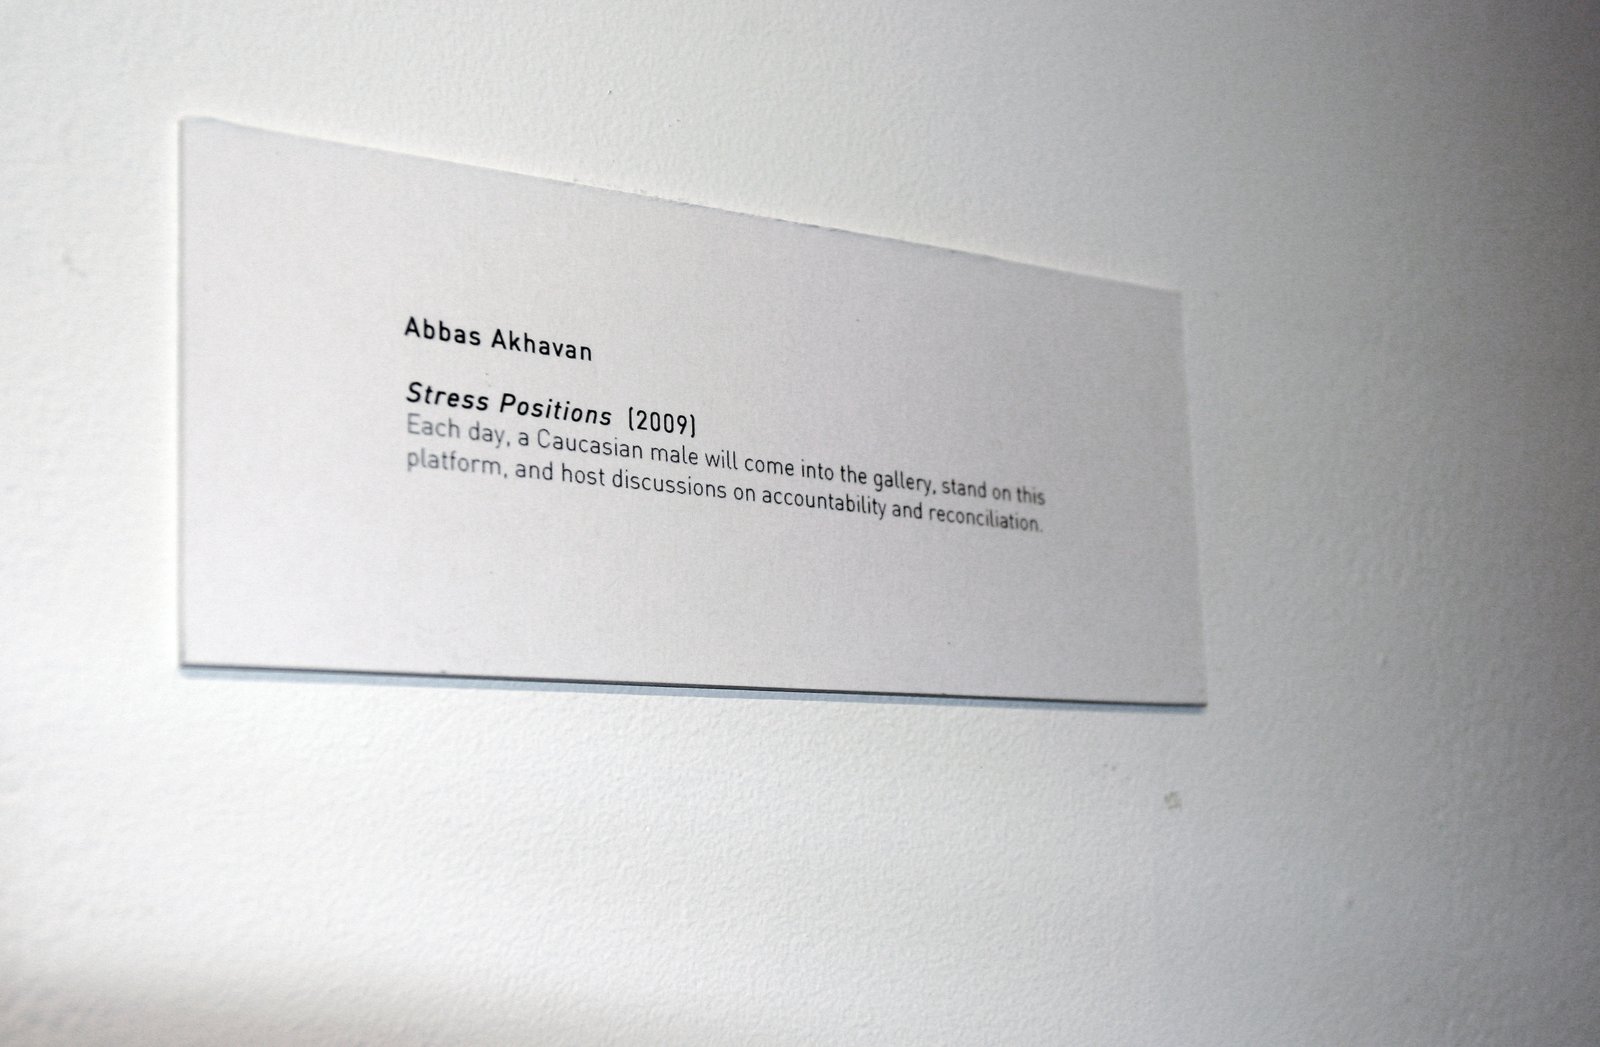 Abbas Akhavan
Stress Positions (2009)
Each day, a Caucasian male will come into the gallery, stand on this
platform, and host discussions on accountability and reconciliation.